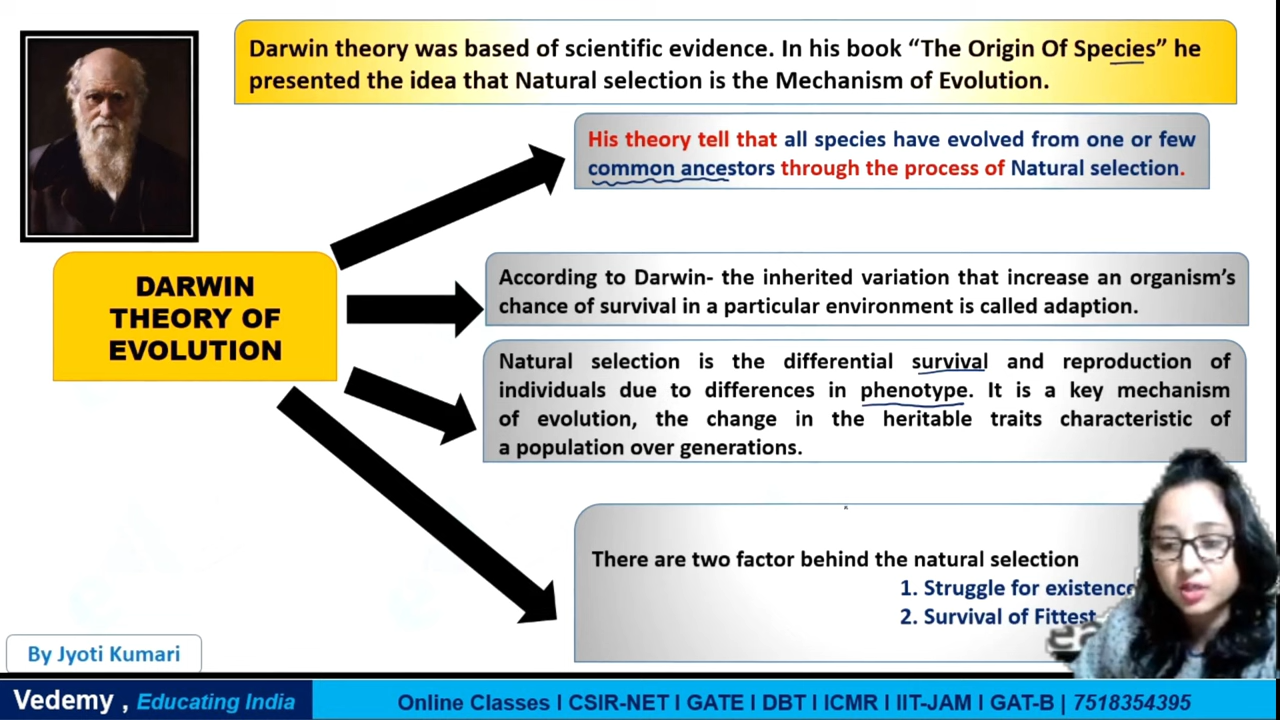 Darwin theory was based of scientific evidence. In his book “The Origin Of Species” he
presented the idea that Natural selection is the Mechanism of Evolution.
His theory tell that all species have evolved from one or few
common ancestors through the process of Natural selection.
DARWIN
THEORY OF
EVOLUTION
According to Darwin- the inherited variation that increase an organism’s
chance of survival in a particular environment is called adaption.
Natural selection is the differential survival and reproduction of
individuals due to differences in phenotype. It is a key mechanism
of evolution, the change in the heritable traits characteristic of
a population over generations.
There are two factor behind the natural selection
1. Struggle for existence
2. Survival of Fittest
By Jyoti Kumari
Vedemy , Educating India
Online Classes I CSIR-NET I GATE I DBT I ICMR I IIT-JAM I GAT-B | 7518354395